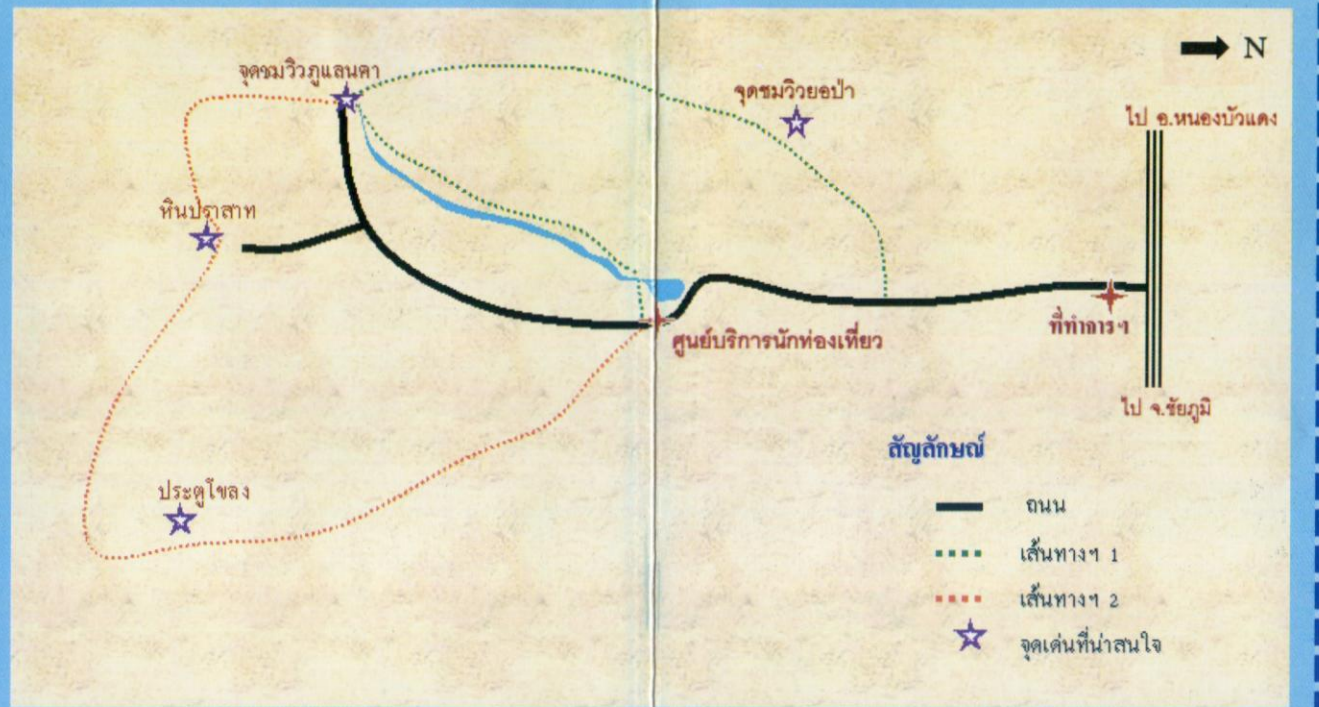 N
จุดชมวิวภูแลนคา
จุดชมวิวยอป่า
ไป อ.หนองบัวแดง
หินปราสาท
ศูนย์บริการนักท่องเที่ยว
ที่ทำการฯ
ไป จ.ชัยภูมิ
สัญลักษณ์
ประตูโขลง
ถนน
เส้นทางฯ 1
เส้นทางฯ 2
จุดเด่นที่น่าสนใจ